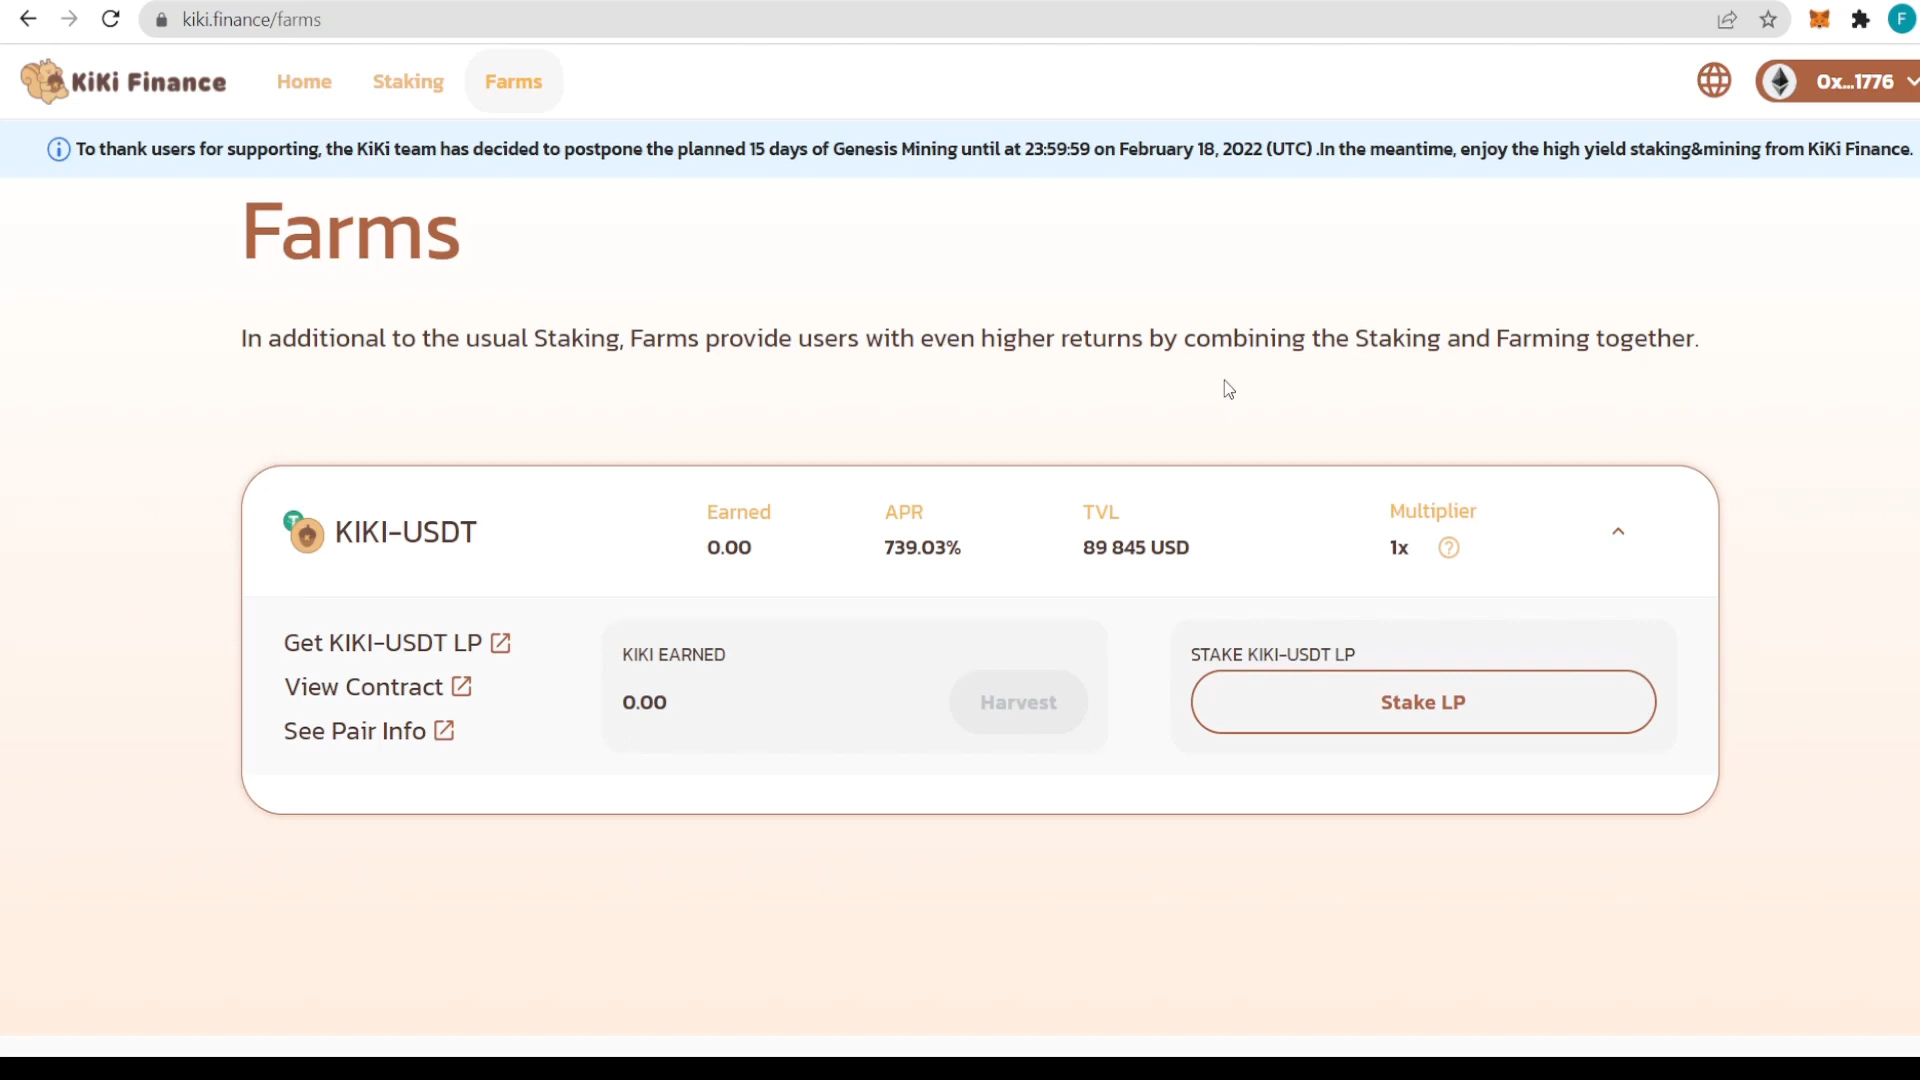 kiki.finance/farms
F
KiKi Finance
Home
Staking
Farms
0x...1776
To thank users for supporting, the KiKi team has decided to postpone the planned 15 days of Genesis Mining until at 23:59:59 on February 18, 2022 (UTC) .In the meantime, enjoy the high yield staking&mining from KiKi Finance.
Farms
In additional to the usual Staking, Farms provide users with even higher returns by combining the Staking and Farming together.
KIKI-USDT
Earned
APR
TVL
Multiplier
0.00
739.03%
89 845 USD
1x
Get KIKI-USDT LP
View Contract
See Pair Info
KIKI EARNED
0.00
Harvest
STAKE KIKI-USDT LP
Stake LP